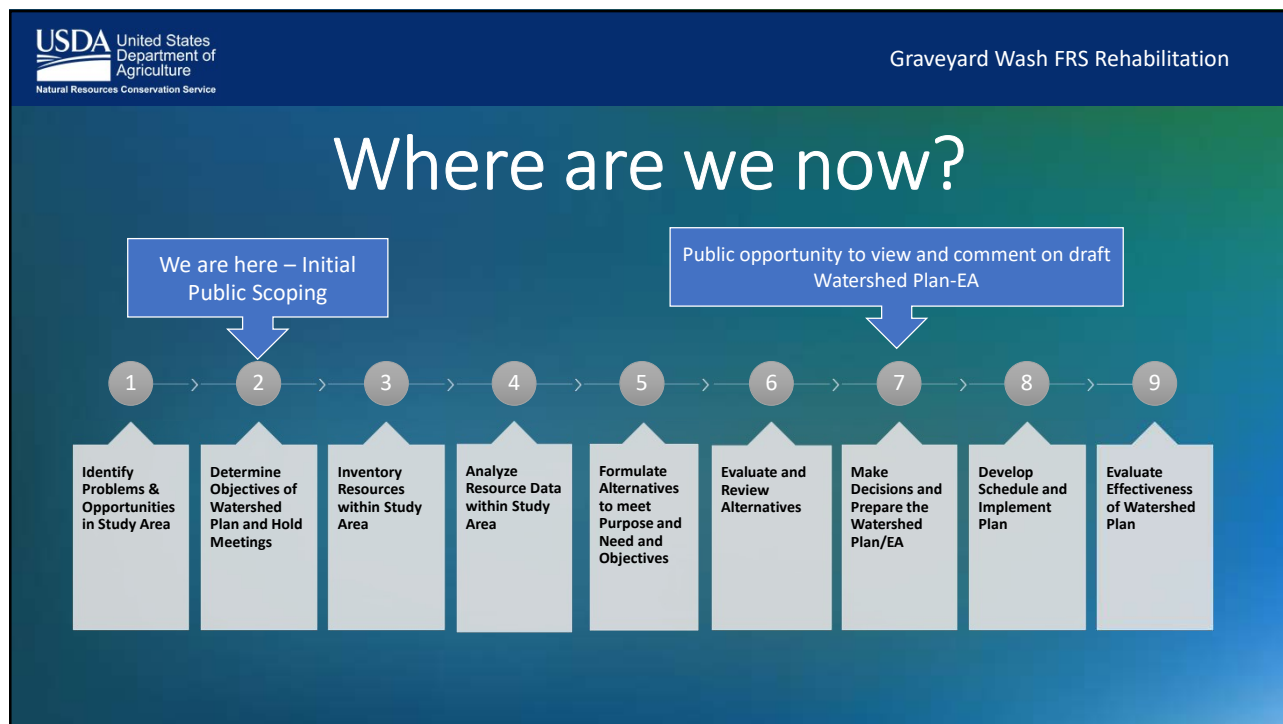 USDA
United States
Department of
Agriculture
Natural Resources Conservation Service
Graveyard Wash FRS Rehabilitation
Where are we now?
We are here – Initial
Public Scoping
Public opportunity to view and comment on draft
Watershed Plan-EA
1
2
3
4
5
6
7
8
9
Identify
Problems &
Opportunities
in Study Area
Determine
Objectives of
Watershed
Plan and Hold
Meetings
Inventory
Resources
within Study
Area
Analyze
Resource Data
within Study
Area
Formulate
Alternatives
to meet
Purpose and
Need and
Objectives
Evaluate and
Review
Alternatives
Make
Decisions and
Prepare the
Watershed
Plan/EA
Develop
Schedule and
Implement
Plan
Evaluate
Effectiveness
of Watershed
Plan